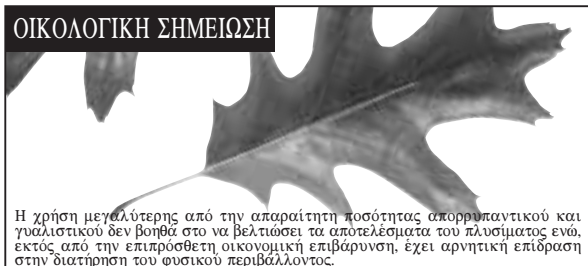 ΟΙΚΟΛΟΓΙΚΗ ΣΗΜΕΙΩΣΗ
Η χρήση μεγαλύτερης από την απαραίτητη ποσότητας απορρυπαντικού και
γυαλιστικού δεν βοηθά στο να βελτιώσει τα αποτελέσματα του πλυσίματος ενώ,
εκτός από την επιπρόσθετη οικονομική επιβάρυνση, έχει αρνητική επίδραση
στην διατήρηση του φυσικού περιβάλλοντος.